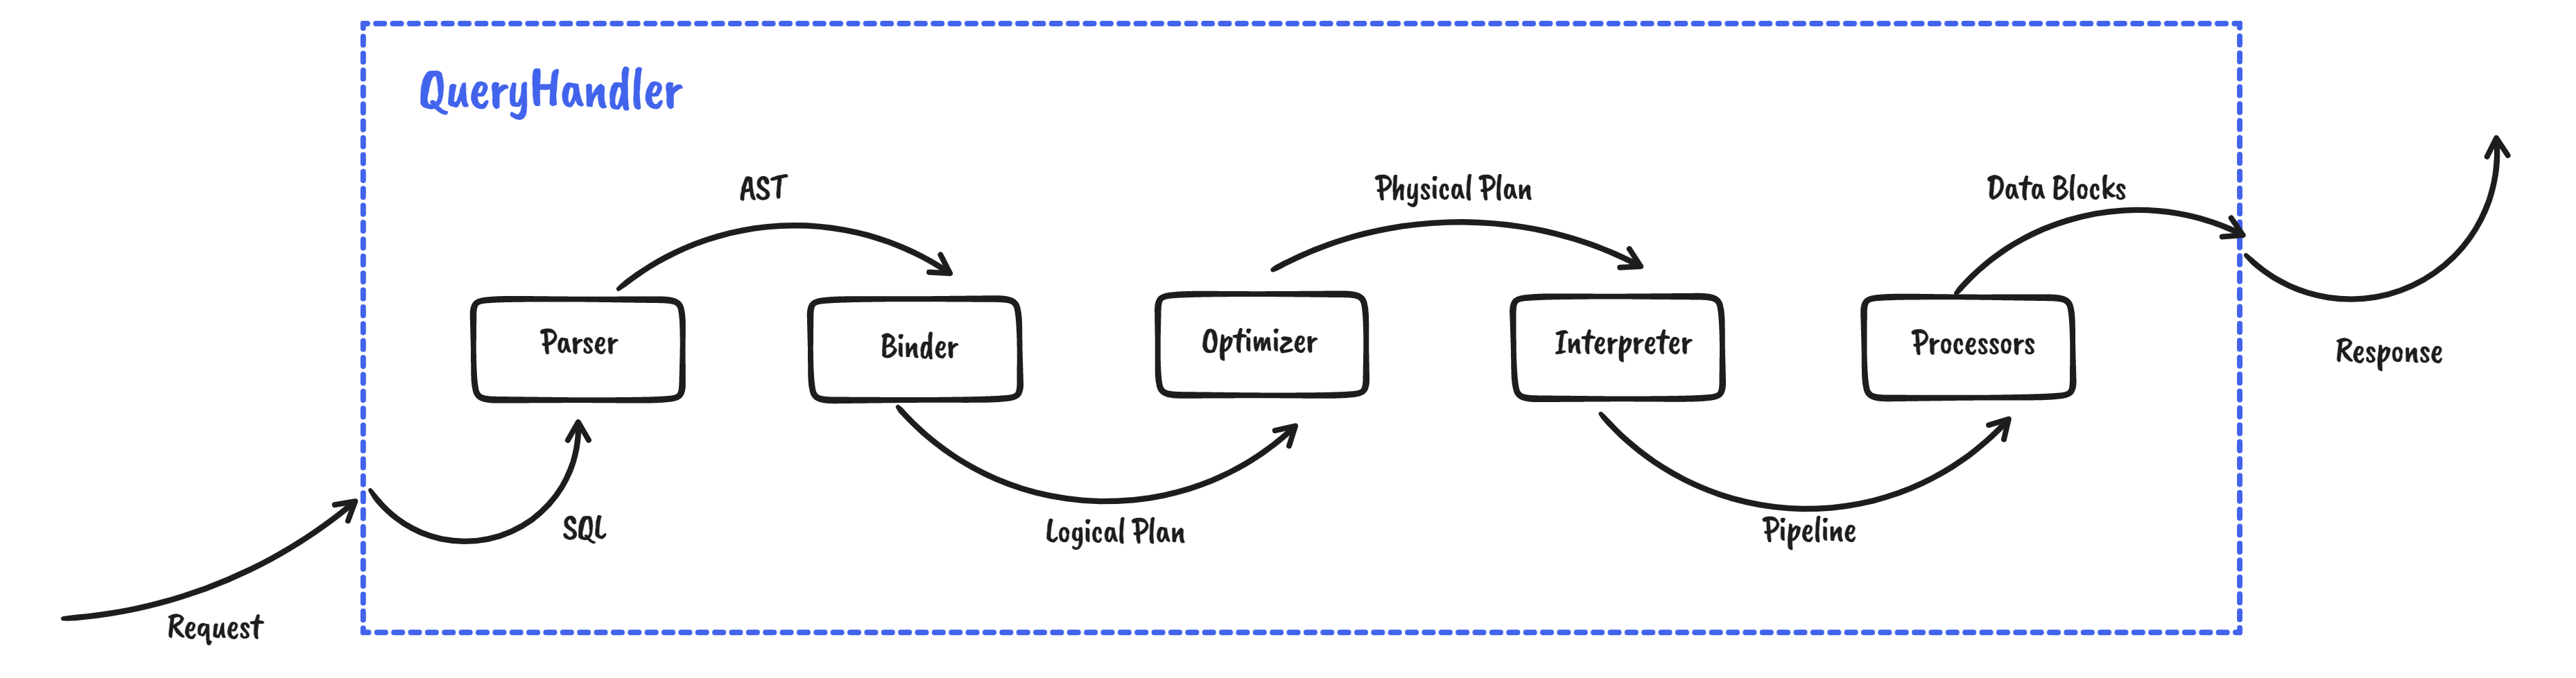 QueryHandler
AST
Physical Plan
Data Blocks
Parser
Binder
Optimizer
Interpreter
Processors
Response
SQL
Logical Plan
Pipeline
Request